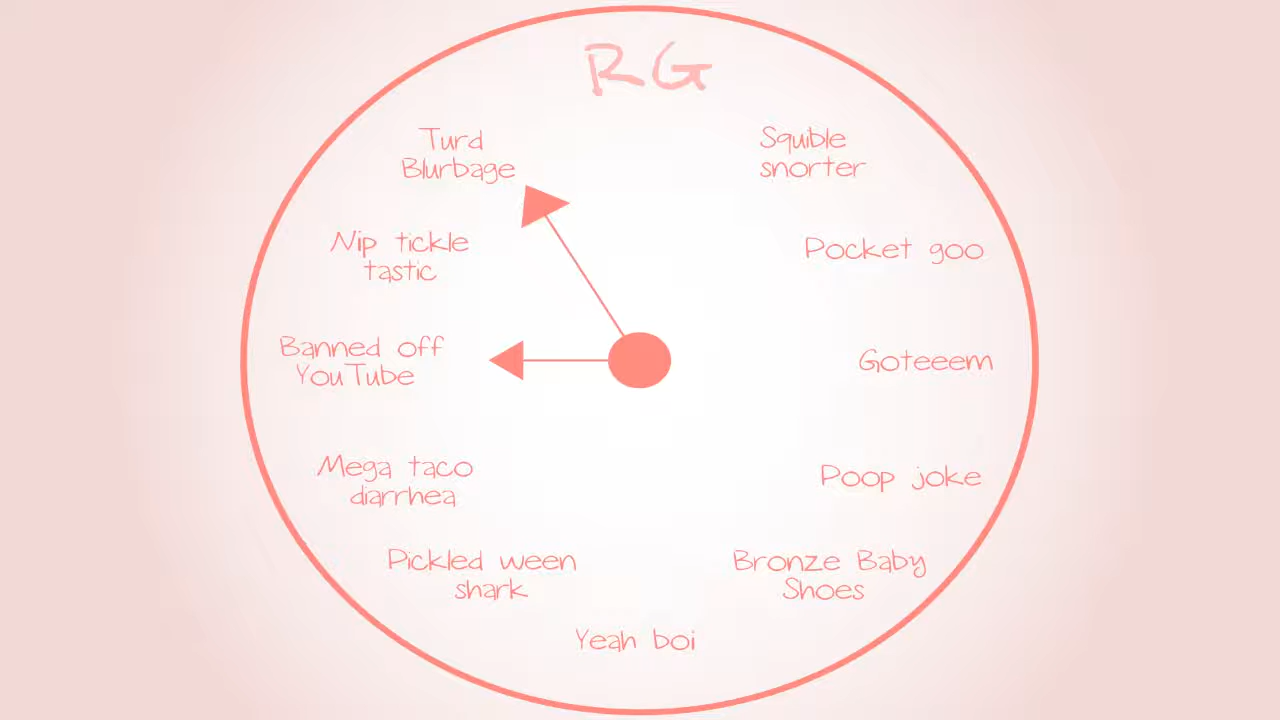 RG
Turd
Blurbage
Squible
snorter
Nip tickle
tastic
Pocket goo
Banned off
YouTube
Goteeem
Mega taco
diarrhea
Poop joke
Pickled ween
shark
Bronze Baby
Shoes
Yeah boi